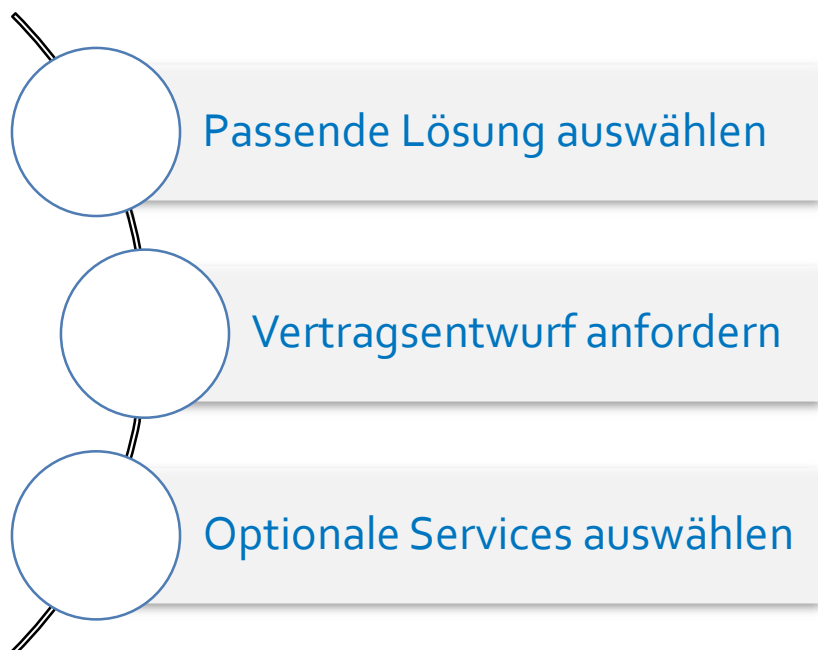 Passende Lösung auswählen
Vertragsentwurf anfordern
Optionale Services auswählen